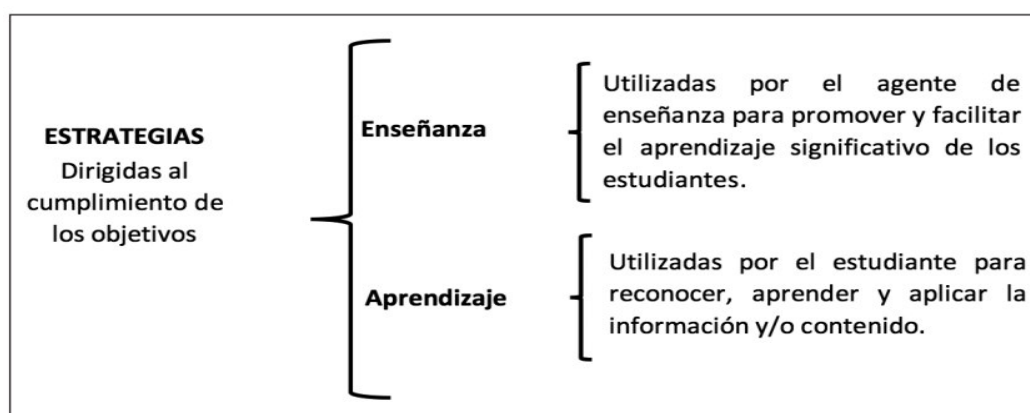 ESTRATEGIAS
Dirigidas al
cumplimiento de
los objetivos
Enseñanza
Utilizadas por el agente de
enseñanza para promover y facilitar
el aprendizaje significativo de los
estudiantes.
Aprendizaje
Utilizadas por el estudiante para
reconocer, aprender y aplicar la
información y/o contenido.